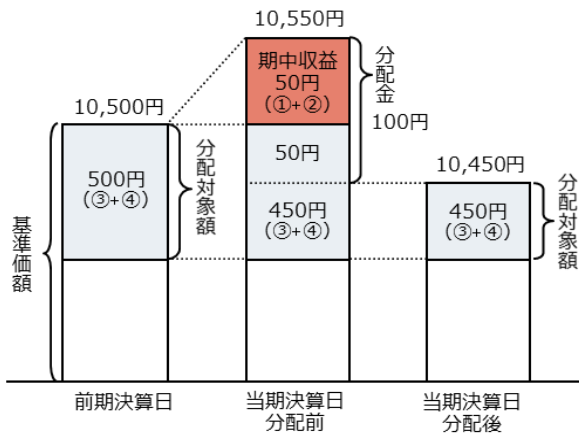 10,550円
期中収益
50円
(①+②)
分配金
100円
10,500円
50円
10,450円
500円
(③+④)
分配対象額
450円
(③+④)
450円
(③+④)
分配対象額
基準価額
前期決算日
当期決算日
分配前
当期決算日
分配後